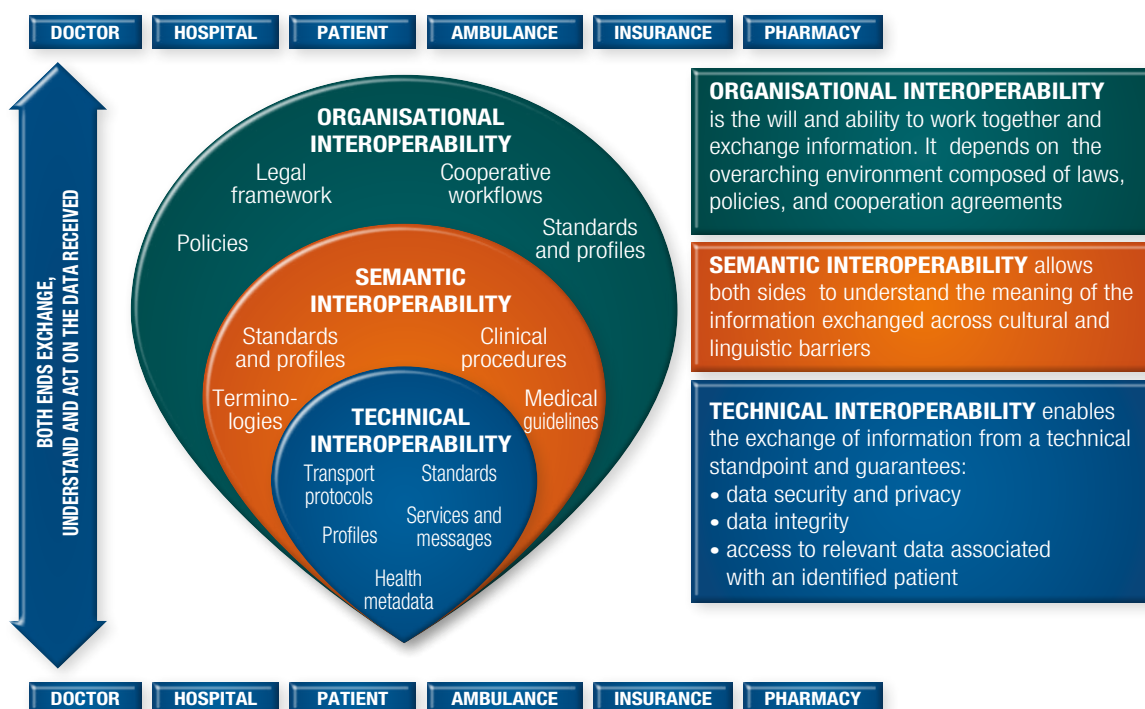 DOCTOR
HOSPITAL
PATIENT
AMBULANCE
INSURANCE
PHARMACY
BOTH ENDS EXCHANGE,
UNDERSTAND AND ACT ON THE DATA RECEIVED
ORGANISATIONAL
INTEROPERABILITY
Legal
framework
Cooperative
workflows
Policies
Standards
and profiles
SEMANTIC
INTEROPERABILITY
Standards
and profiles
Clinical
procedures
Termino-
logies
Medical
guidelines
TECHNICAL
INTEROPERABILITY
Transport
protocols
Standards
Profiles
Services and
messages
Health
metadata
ORGANISATIONAL INTEROPERABILITY
is the will and ability to work together and
exchange information. It depends on the
overarching environment composed of laws,
policies, and cooperation agreements
SEMANTIC INTEROPERABILITY allows
both sides to understand the meaning of the
information exchanged across cultural and
linguistic barriers
TECHNICAL INTEROPERABILITY enables
the exchange of information from a technical
standpoint and guarantees:
• data security and privacy
• data integrity
• access to relevant data associated
with an identified patient
DOCTOR
HOSPITAL
PATIENT
AMBULANCE
INSURANCE
PHARMACY